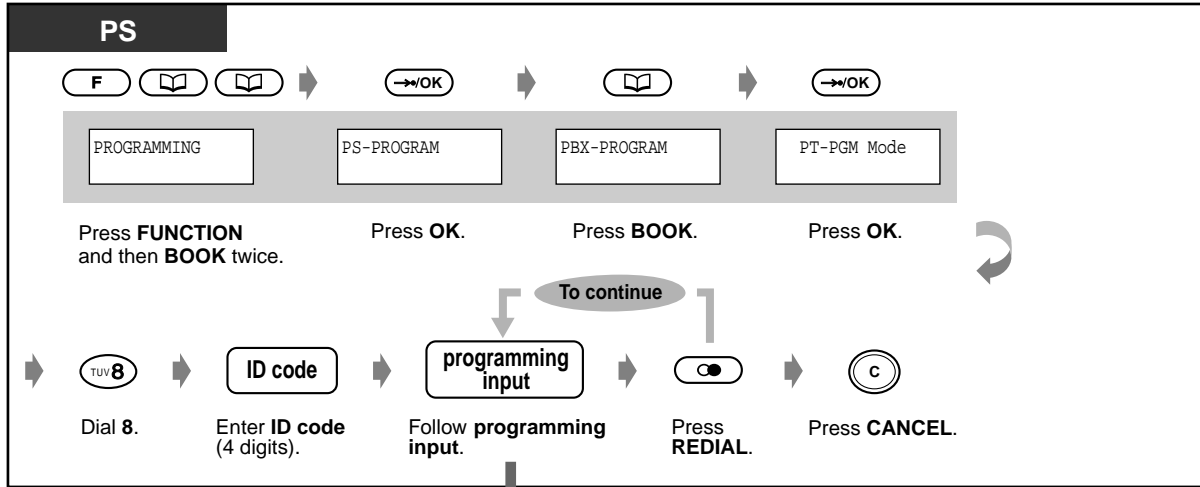 PS
F
→•/OK
→•/OK
PROGRAMMING
PS-PROGRAM
PBX-PROGRAM
PT-PGM Mode
Press FUNCTION
and then BOOK twice.
Press OK.
Press BOOK.
Press OK.
To continue
TUV 8
ID code
programming
input
C
Dial 8.
Enter ID code
(4 digits).
Follow programming
input.
Press
REDIAL.
Press CANCEL.